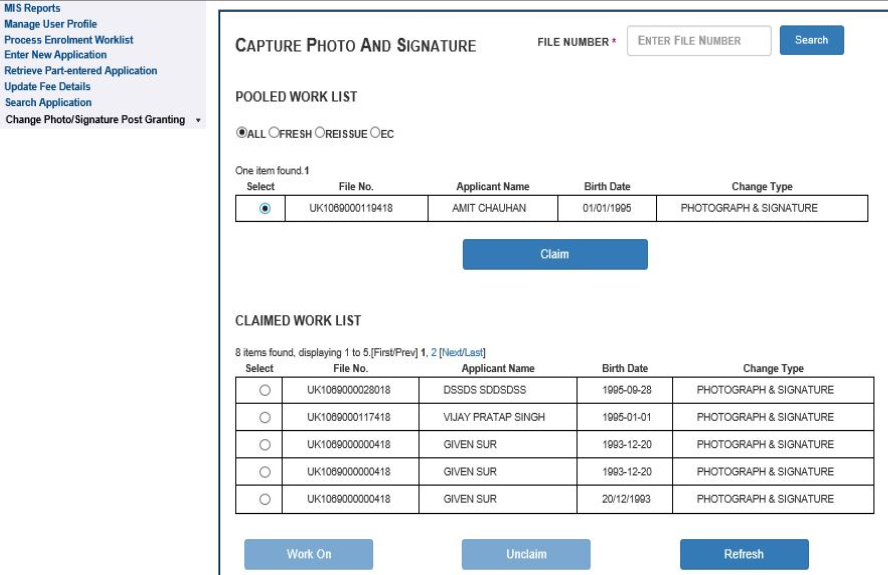 MIS Reports
Manage User Profile
Process Enrolment Worklist
Enter New Application
Retrieve Part-entered Application
Update Fee Details
Search Application
Change Photo/Signature Post Granting
CAPTURE PHOTO AND SIGNATURE FILE NUMBER * ENTER FILE NUMBER Search
POOLED WORK LIST
ALL FRESH REISSUE EC
One item found.1
Select File No. Applicant Name Birth Date Change Type
UK1069000119418 AMIT CHAUHAN 01/01/1995 PHOTOGRAPH & SIGNATURE
Claim
CLAIMED WORK LIST
8 items found, displaying 1 to 5.[First/Prev] 1, 2 [Next/Last]
Select File No. Applicant Name Birth Date Change Type
UK1069000028018 DSSDS SDDSDSS 1995-09-28 PHOTOGRAPH & SIGNATURE
UK1069000117418 VIJAY PRATAP SINGH 1995-01-01 PHOTOGRAPH & SIGNATURE
UK1069000000418 GIVEN SUR 1993-12-20 PHOTOGRAPH & SIGNATURE
UK1069000000418 GIVEN SUR 1993-12-20 PHOTOGRAPH & SIGNATURE
UK1069000000418 GIVEN SUR 20/12/1993 PHOTOGRAPH & SIGNATURE
Work On Unclaim Refresh